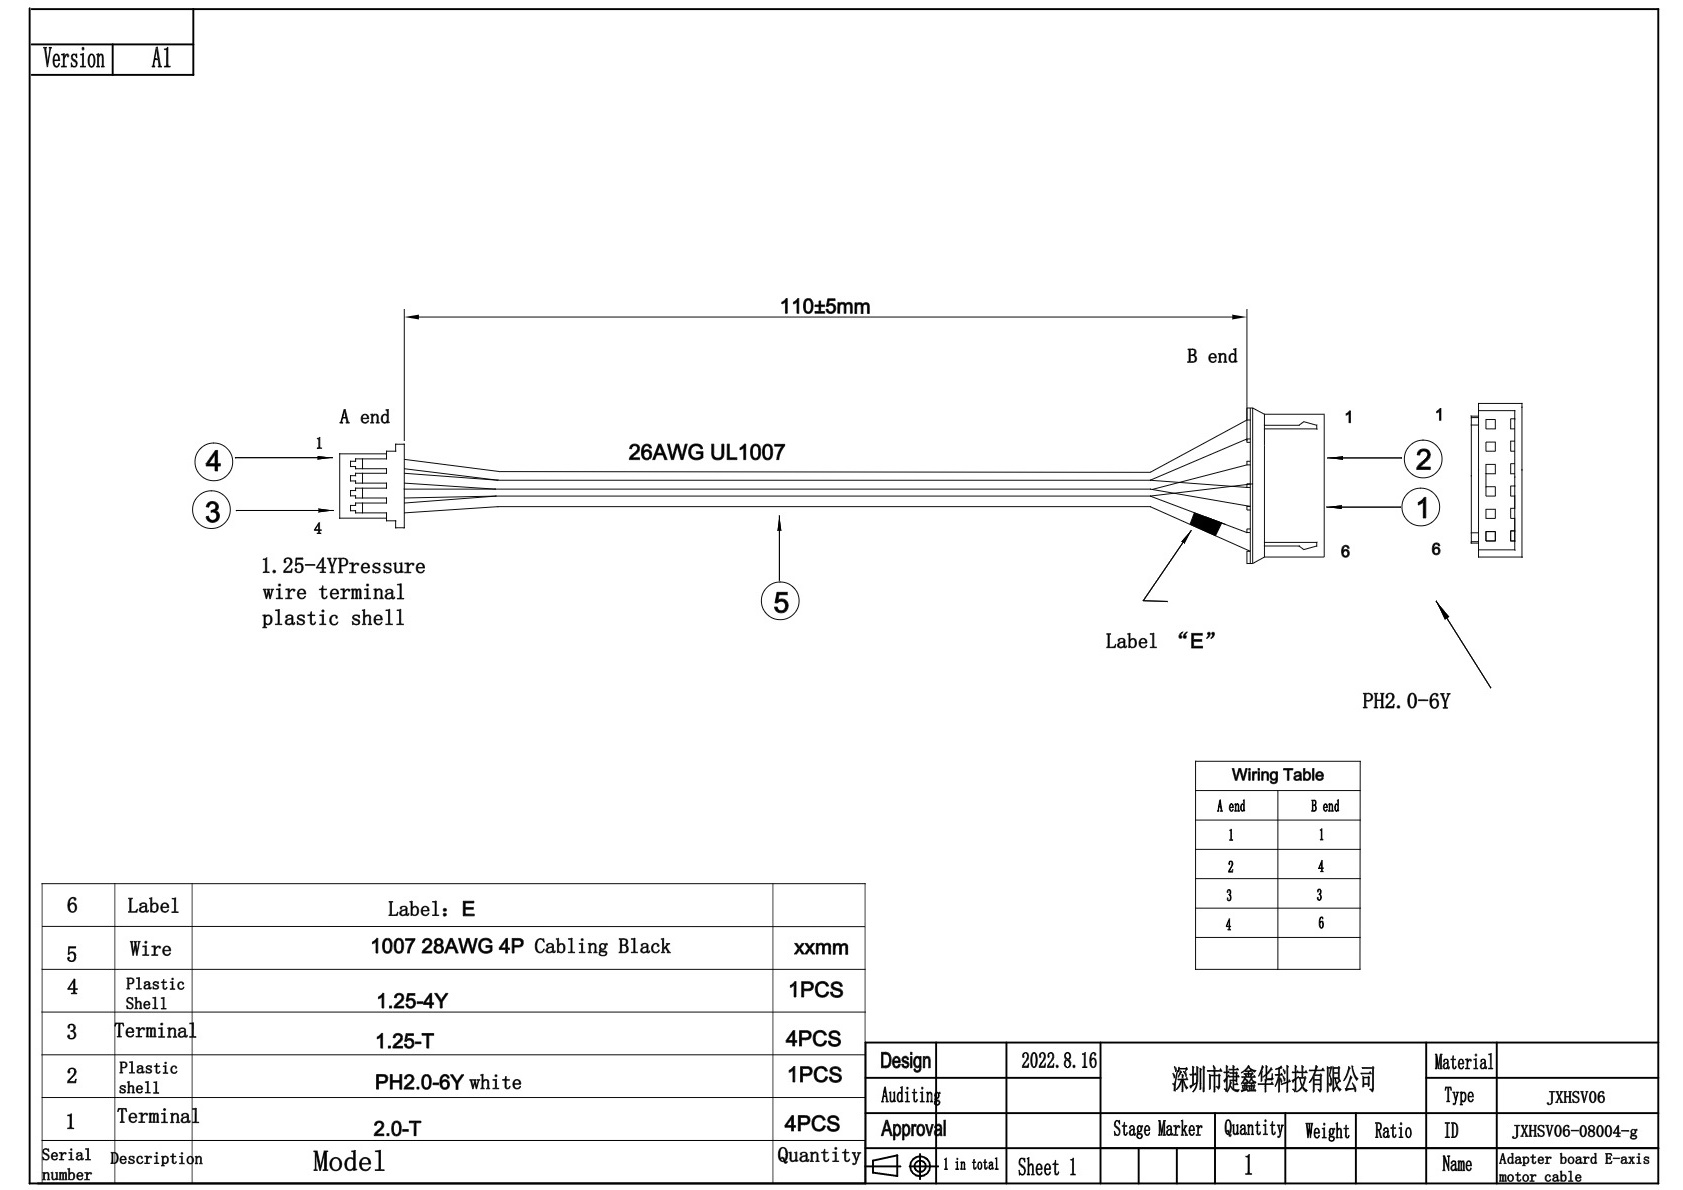 Version A1
110±5mm
B end
A end
26AWG UL1007
1
4
3
4
1
6
2
1
1
6
1.25-4YPressure
wire terminal
plastic shell
5
Label “E”
PH2.0-6Y
Wiring Table
A end B end
1 1
2 4
3 3
4 6
6 Label Label: E
5 Wire 1007 28AWG 4P Cabling Black xxmm
4 Plastic Shell 1.25-4Y 1PCS
3 Terminal 1.25-T 4PCS
2 Plastic shell PH2.0-6Y white 1PCS
1 Terminal 2.0-T 4PCS
Serial number Description Model Quantity
Design 2022.8.16 深圳市捷鑫华科技有限公司 Material
Auditing Type JXHSV06
Approval Stage Marker Quantity Weight Ratio ID JXHSV06-08004-g
1 in total Sheet 1 1 Name Adapter board E-axis motor cable